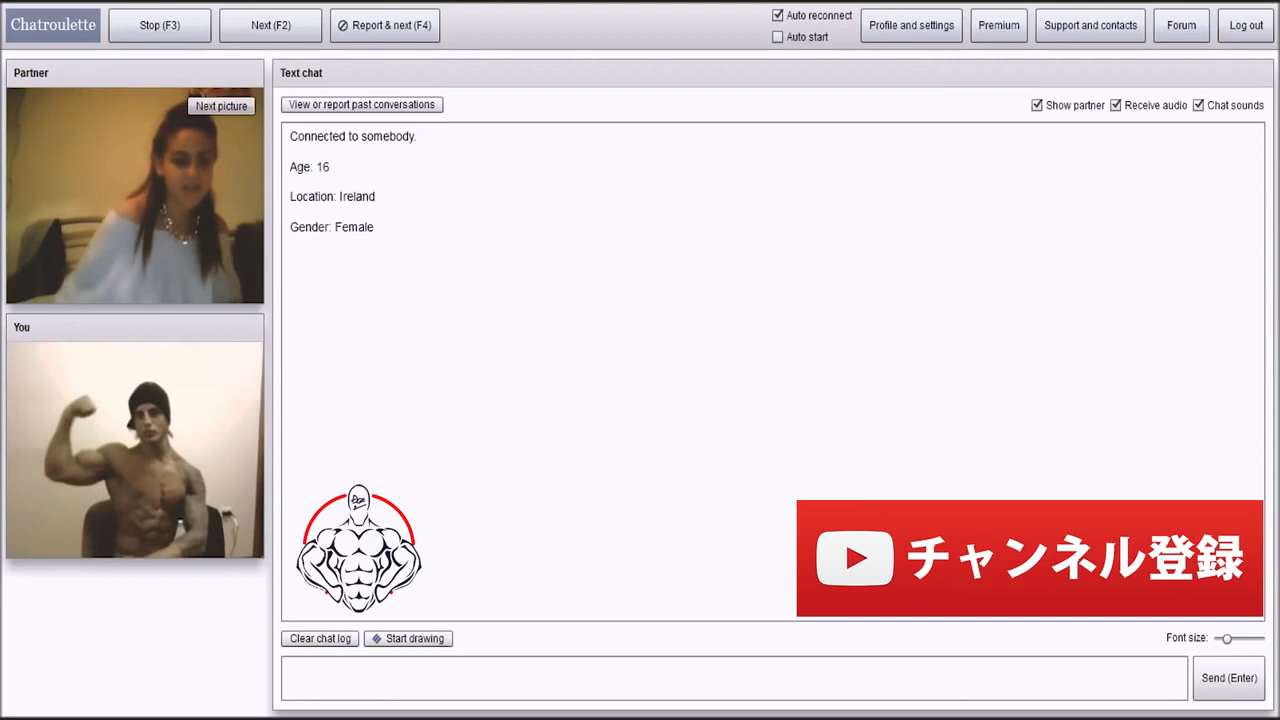 Chatroulette
Stop (F3)
Next (F2)
Report & next (F4)
Auto reconnect
Auto start
Profile and settings
Premium
Support and contacts
Forum
Log out
Partner
Next picture
You
Text chat
View or report past conversations
Show partner
Receive audio
Chat sounds
Connected to somebody.
Age: 16
Location: Ireland
Gender: Female
チャンネル登録
Clear chat log
Start drawing
Font size:
Send (Enter)